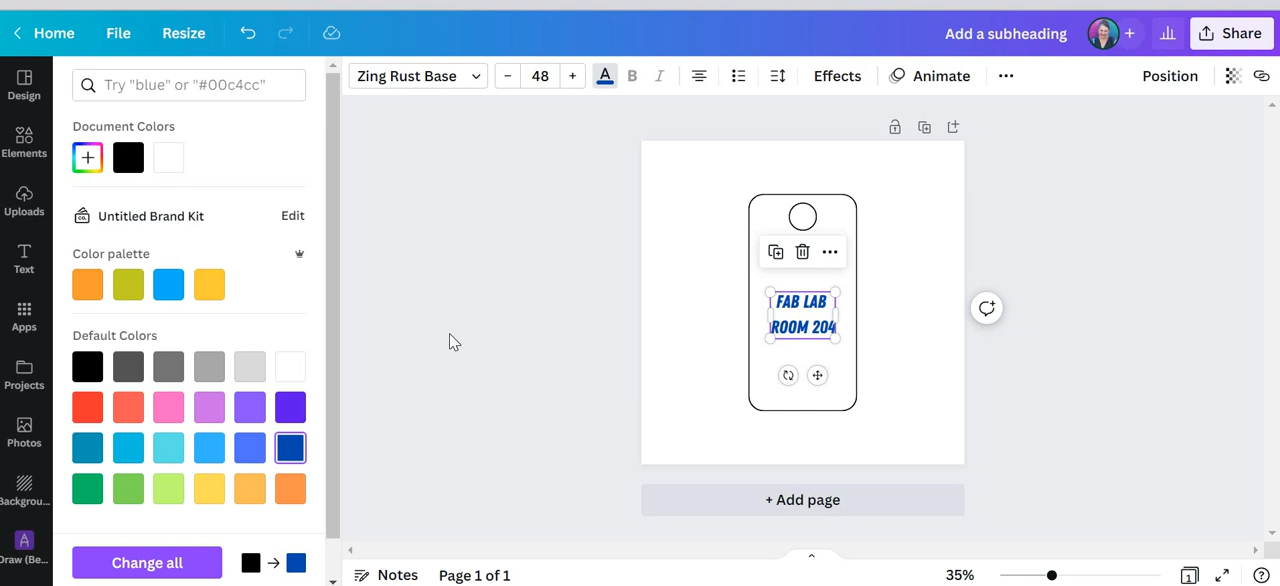 Home File Resize Add a subheading + Share
Design
Elements
Uploads
Text
Apps
Projects
Photos
Backgrou...
Draw (Be...
Try "blue" or "#00c4cc"
Document Colors
Untitled Brand Kit Edit
Color palette
Default Colors
Change all
Zing Rust Base – 48 + A B I Effects Animate ••• Position
FAB LAB
ROOM 204
+ Add page
Notes Page 1 of 1 35% 1 ?